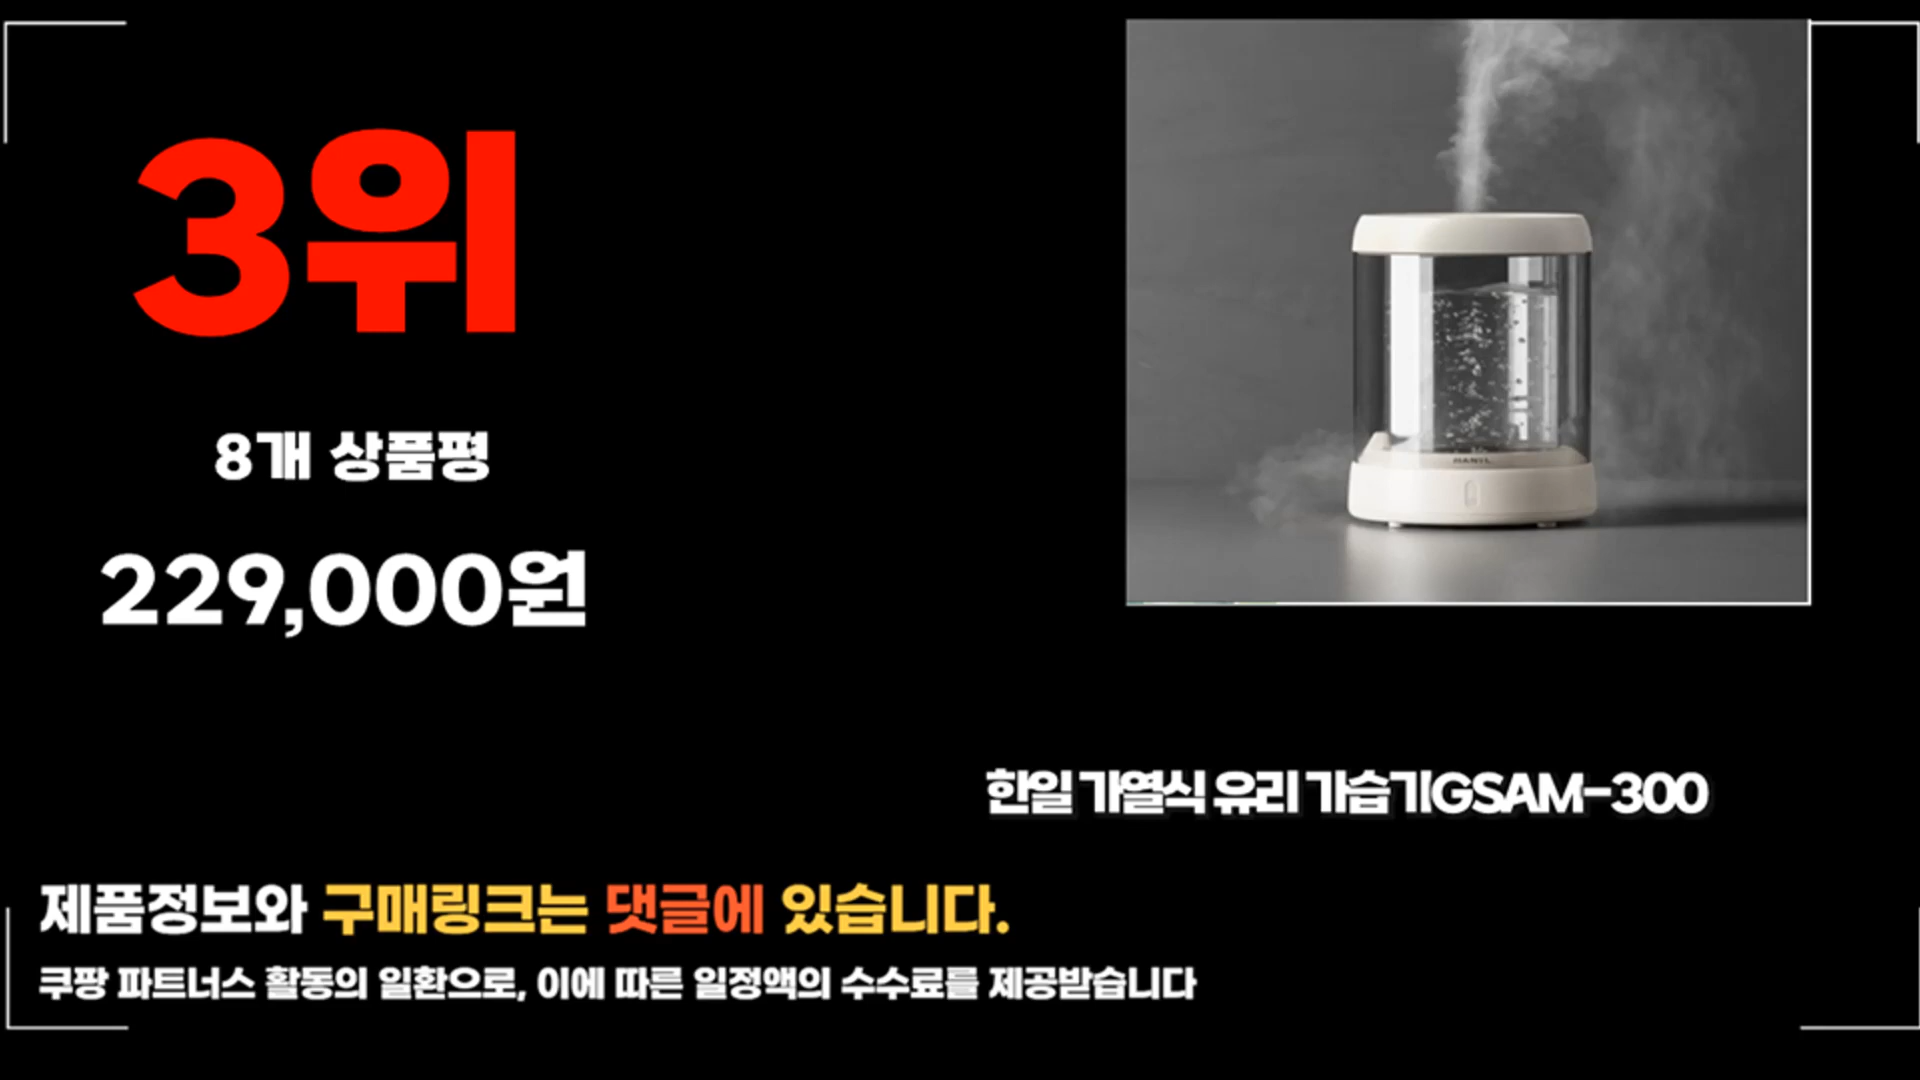 3위
8개 상품평
229,000원
HANIL
한일 가열식 유리 가습기GSAM-300
제품정보와 구매링크는 댓글에 있습니다.
쿠팡 파트너스 활동의 일환으로, 이에 따른 일정액의 수수료를 제공받습니다